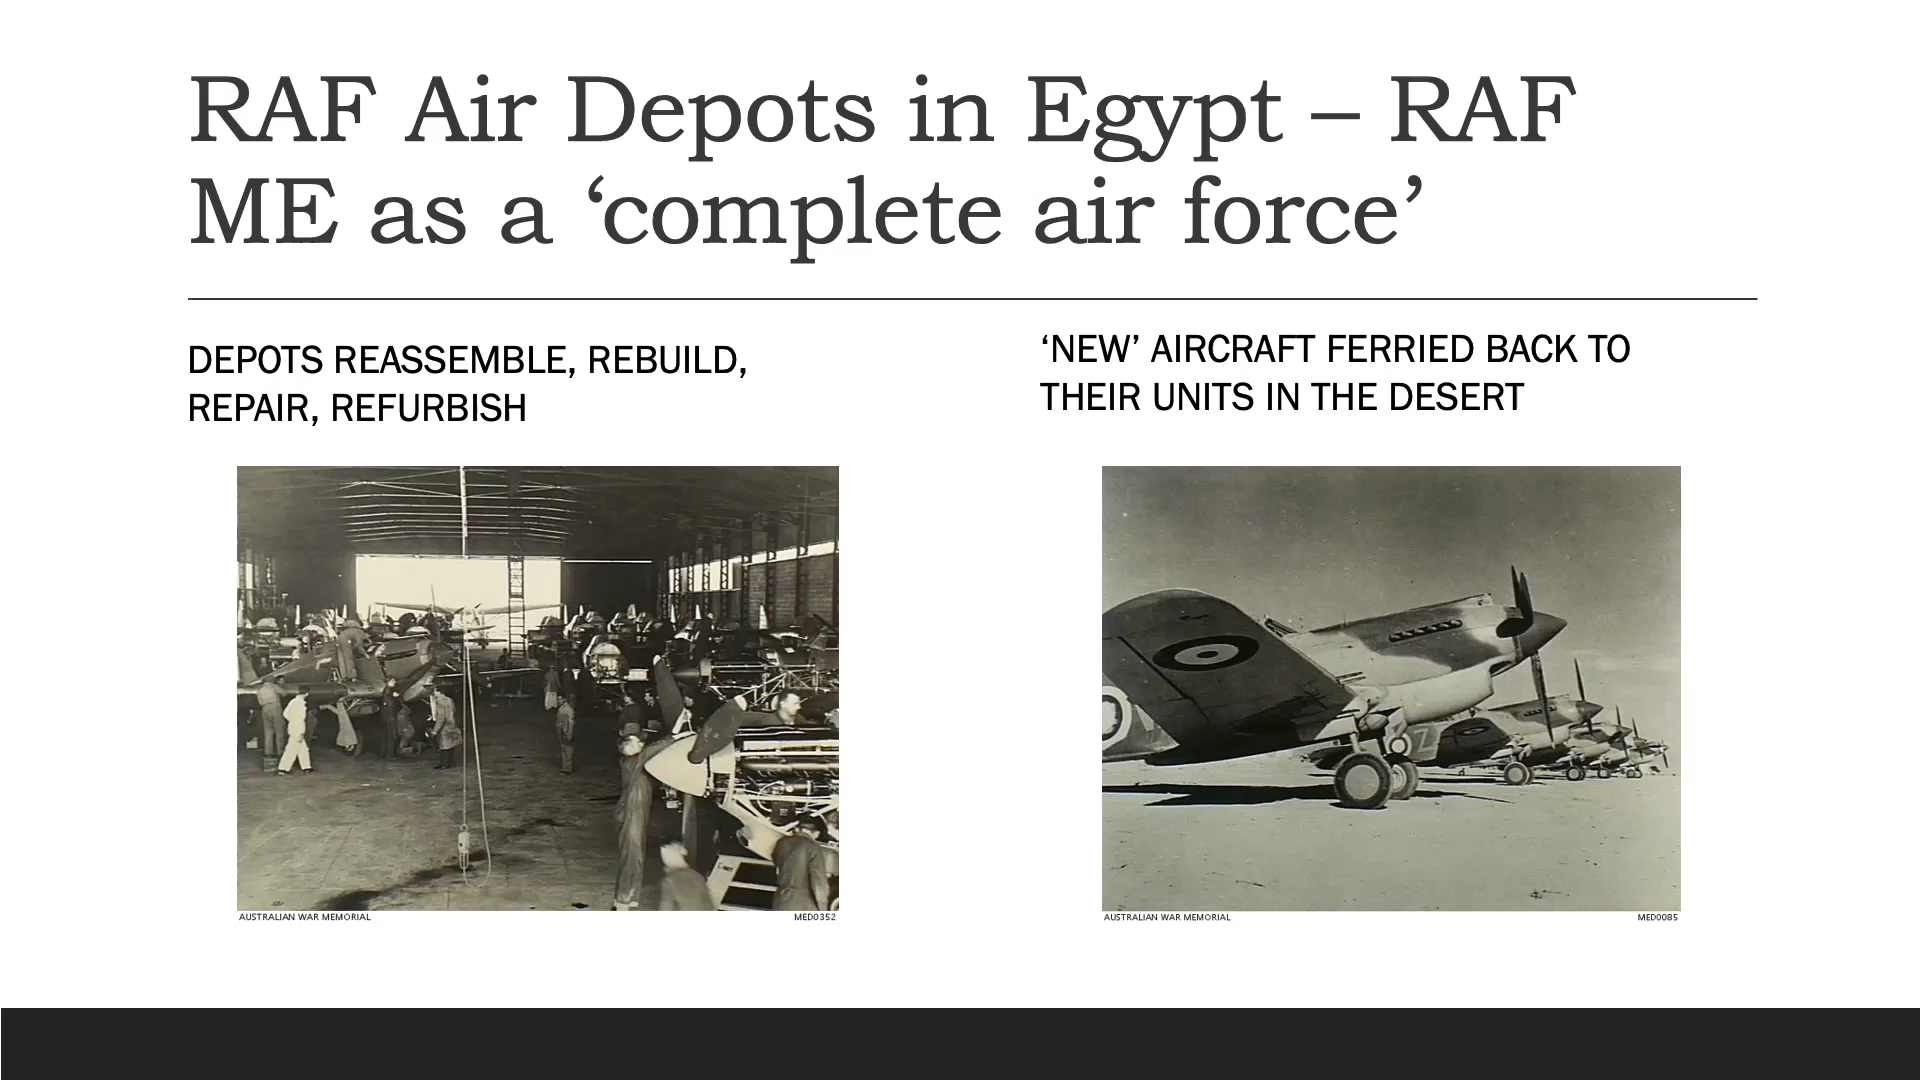 RAF Air Depots in Egypt – RAF
ME as a ‘complete air force’
DEPOTS REASSEMBLE, REBUILD,
REPAIR, REFURBISH
‘NEW’ AIRCRAFT FERRIED BACK TO
THEIR UNITS IN THE DESERT
Z
AUSTRALIAN WAR MEMORIAL MED0352
AUSTRALIAN WAR MEMORIAL MED0085